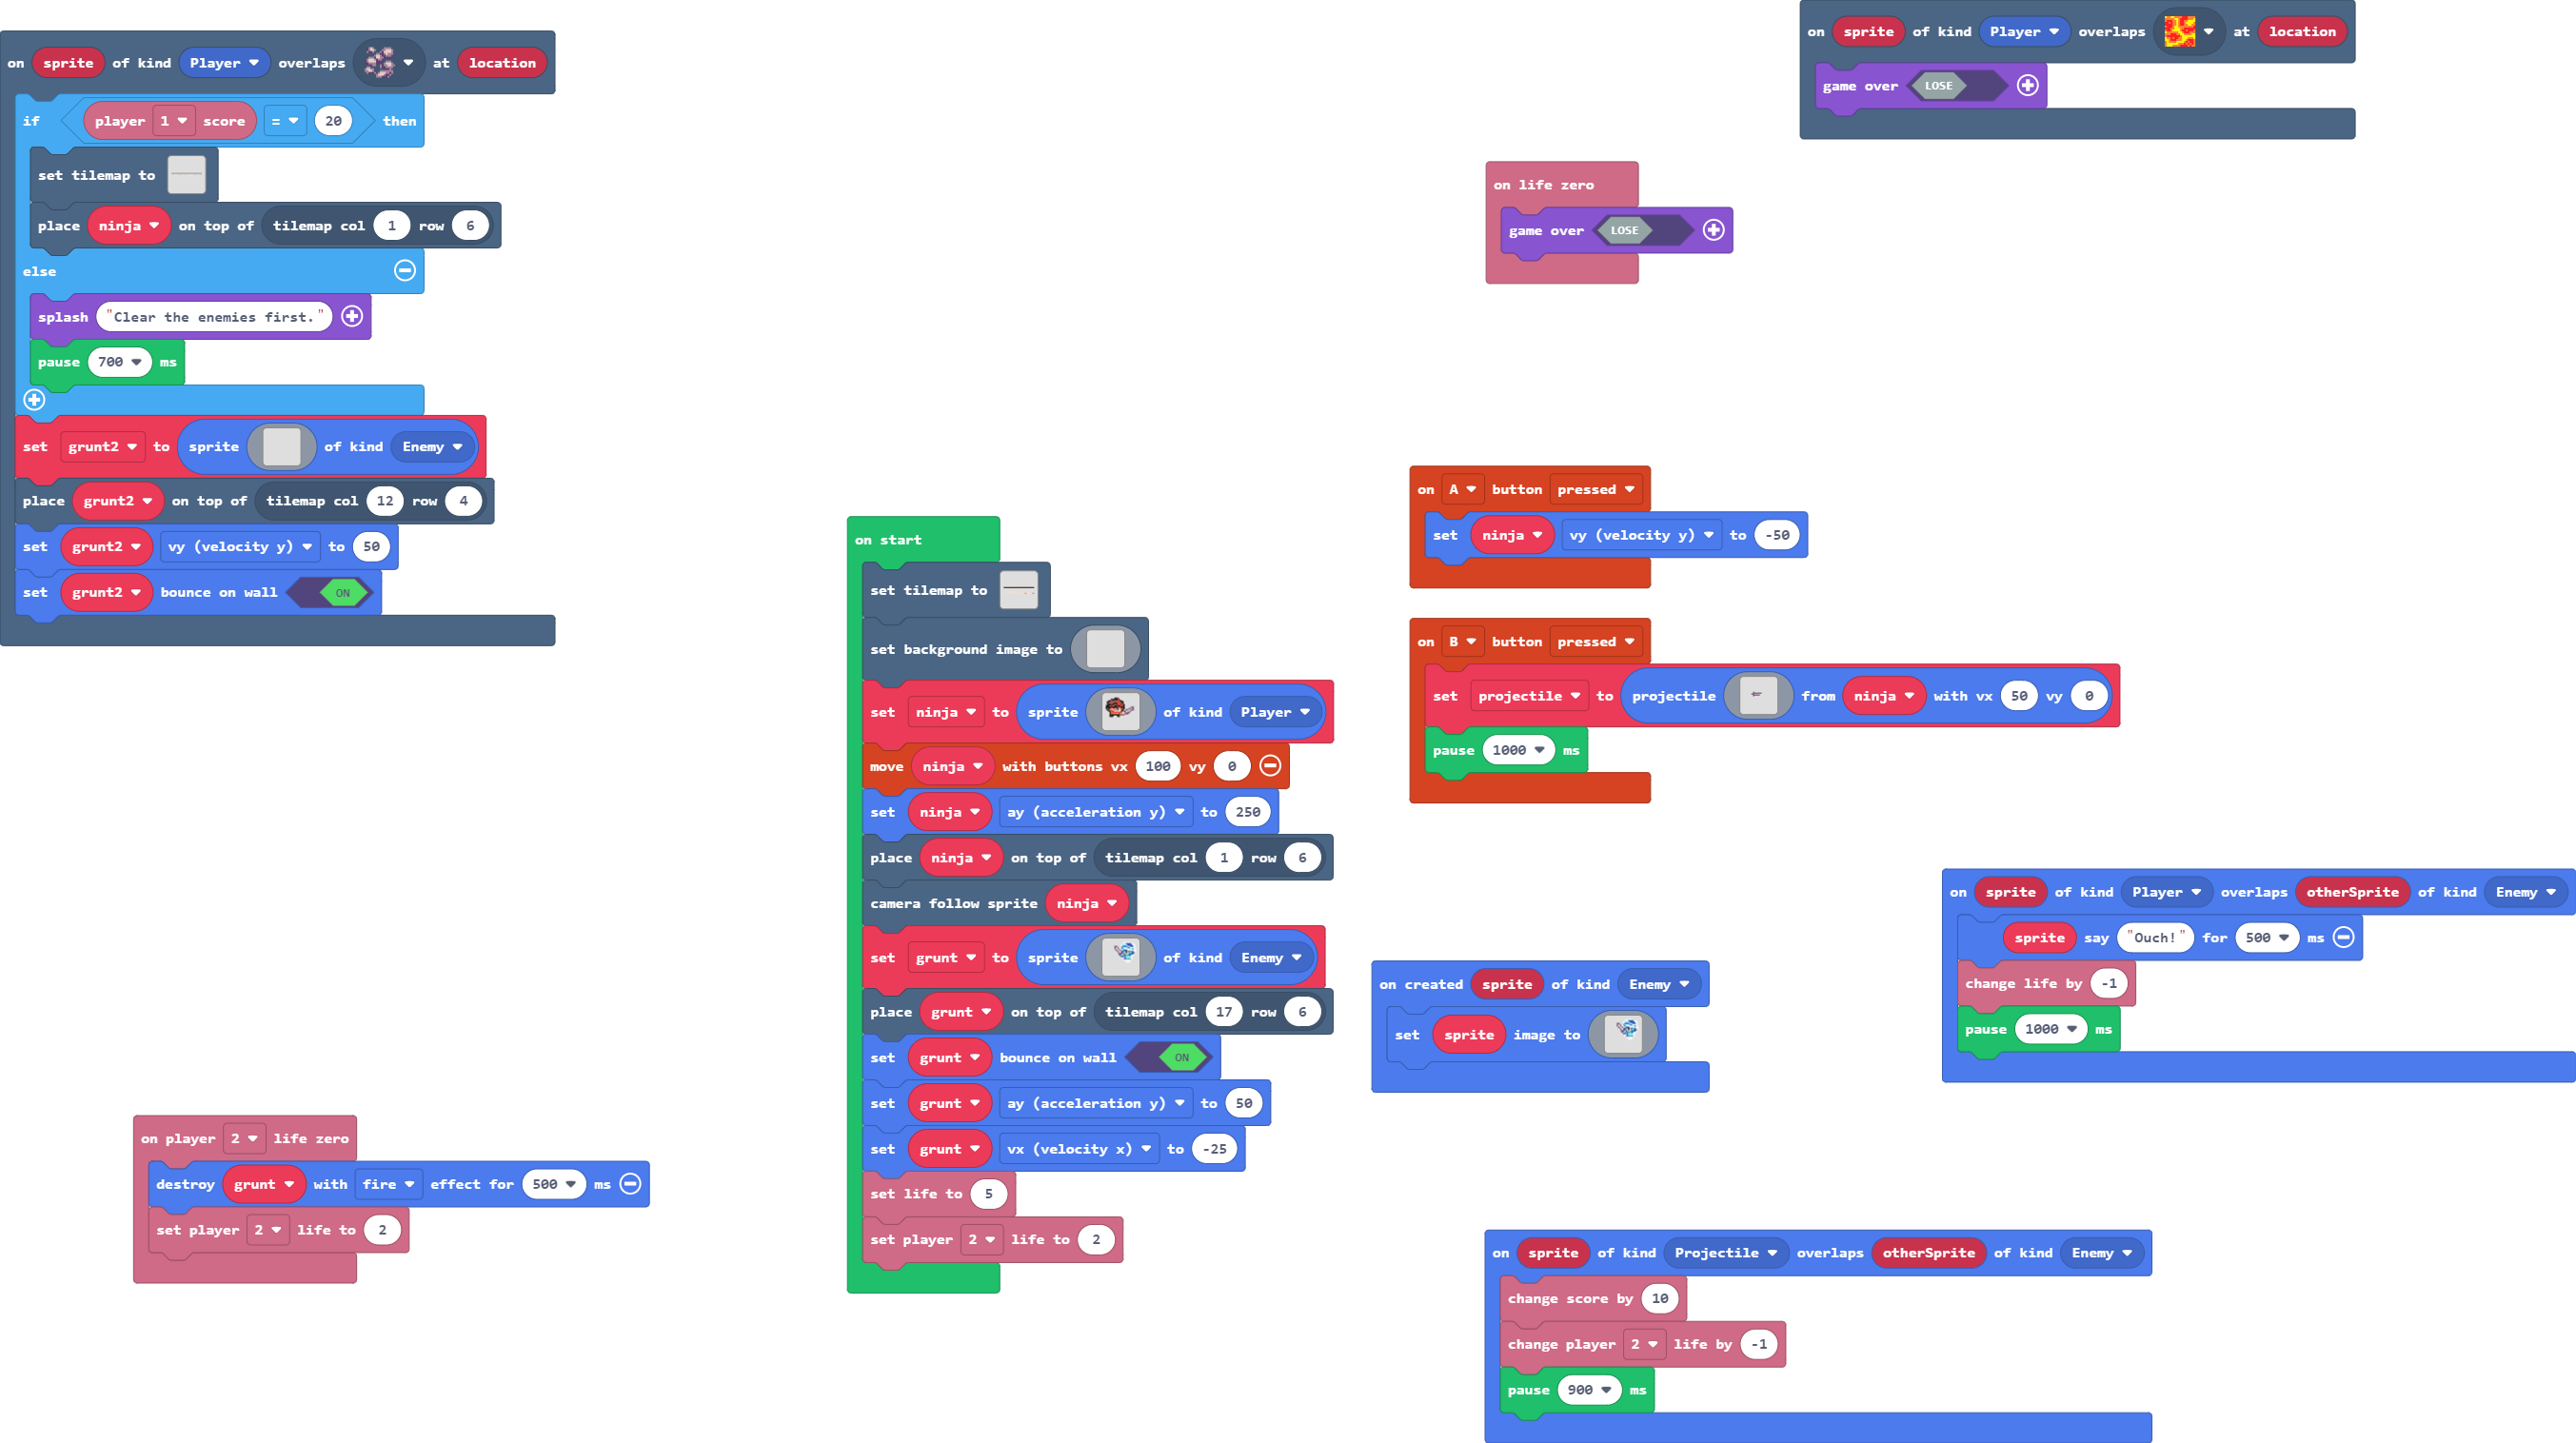 on sprite of kind Player overlaps at location
if player 1 score = 20 then
set tilemap to
place ninja on top of tilemap col 1 row 6
else
splash "Clear the enemies first."
pause 700 ms
set grunt2 to sprite of kind Enemy
place grunt2 on top of tilemap col 12 row 4
set grunt2 vy (velocity y) to 50
set grunt2 bounce on wall ON
on player 2 life zero
destroy grunt with fire effect for 500 ms
set player 2 life to 2
on start
set tilemap to
set background image to
set ninja to sprite of kind Player
move ninja with buttons vx 100 vy 0
set ninja ay (acceleration y) to 250
place ninja on top of tilemap col 1 row 6
camera follow sprite ninja
set grunt to sprite of kind Enemy
place grunt on top of tilemap col 17 row 6
set grunt bounce on wall ON
set grunt ay (acceleration y) to 50
set grunt vx (velocity x) to -25
set life to 5
set player 2 life to 2
on sprite of kind Player overlaps at location
game over LOSE
on life zero
game over LOSE
on A button pressed
set ninja vy (velocity y) to -50
on B button pressed
set projectile to projectile from ninja with vx 50 vy 0
pause 1000 ms
on sprite of kind Player overlaps otherSprite of kind Enemy
sprite say "Ouch!" for 500 ms
change life by -1
pause 1000 ms
on created sprite of kind Enemy
set sprite image to
on sprite of kind Projectile overlaps otherSprite of kind Enemy
change score by 10
change player 2 life by -1
pause 900 ms